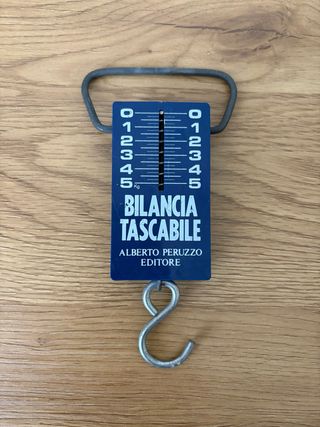 0 0
1 1
2 2
3 3
4 4
5 5
Kg
BILANCIA
TASCABILE
ALBERTO PERUZZO
EDITORE